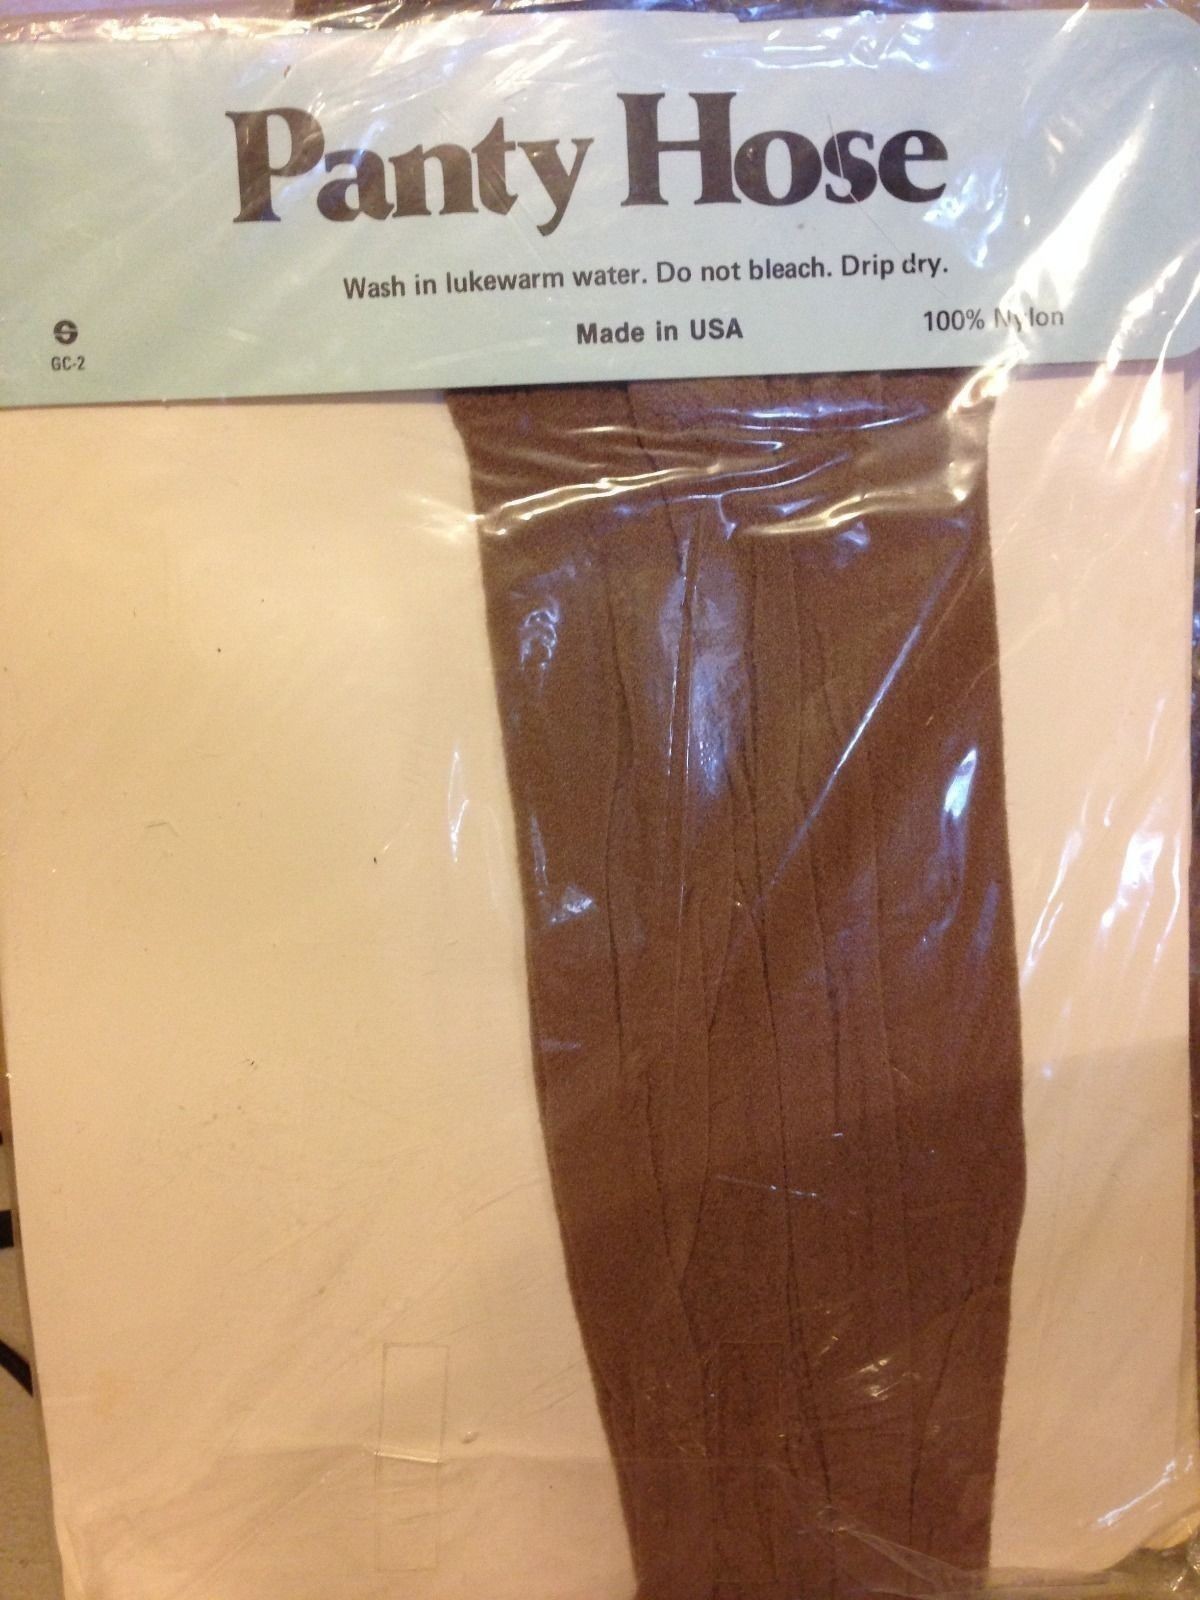 Panty Hose
Wash in lukewarm water. Do not bleach. Drip dry.
Made in USA
100% Nylon
GC-2